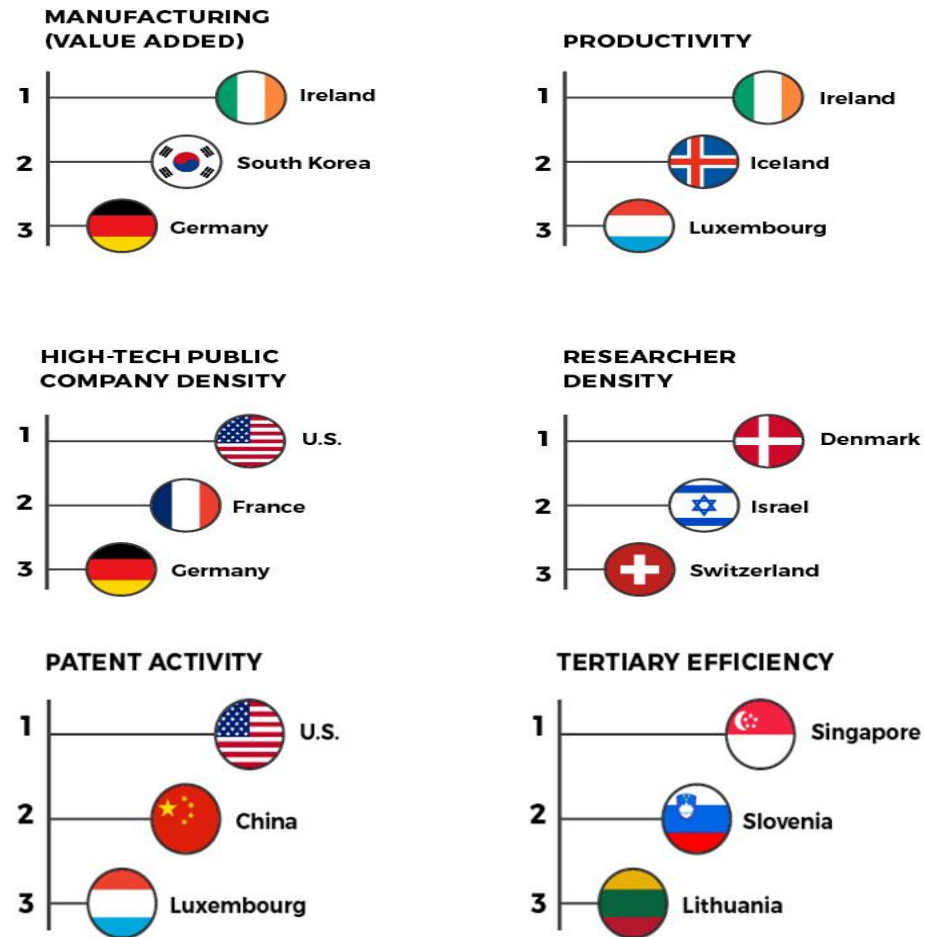 MANUFACTURING
(VALUE ADDED)
1
Ireland
2
South Korea
3
Germany
PRODUCTIVITY
1
Ireland
2
Iceland
3
Luxembourg
HIGH-TECH PUBLIC
COMPANY DENSITY
1
U.S.
2
France
3
Germany
RESEARCHER
DENSITY
1
Denmark
2
Israel
3
Switzerland
PATENT ACTIVITY
1
U.S.
2
China
3
Luxembourg
TERTIARY EFFICIENCY
1
Singapore
2
Slovenia
3
Lithuania